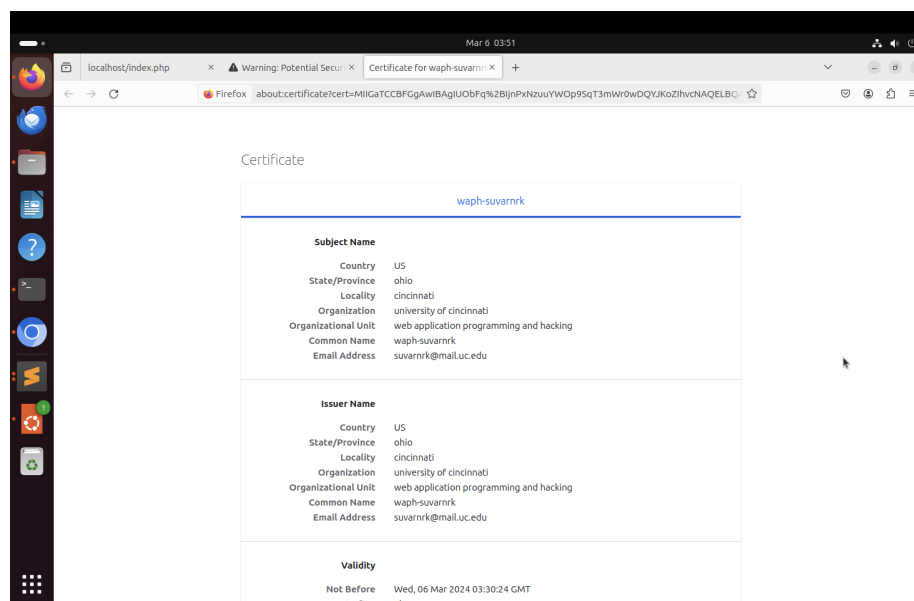 Mar 6 03:51
localhost/index.php
Warning: Potential Securi
Certificate for waph-suvarnrk
Firefox about:certificate?cert=MIIGaTCCBFGgAwIBAgIUObFq%2BIjnPxNzuuYWOp9SqT3mWr0wDQYJKoZIhvcNAQELBQ
Certificate
waph-suvarnrk
Subject Name
Country US
State/Province ohio
Locality cincinnati
Organization university of cincinnati
Organizational Unit web application programming and hacking
Common Name waph-suvarnrk
Email Address suvarnrk@mail.uc.edu
Issuer Name
Country US
State/Province ohio
Locality cincinnati
Organization university of cincinnati
Organizational Unit web application programming and hacking
Common Name waph-suvarnrk
Email Address suvarnrk@mail.uc.edu
Validity
Not Before Wed, 06 Mar 2024 03:30:24 GMT
1